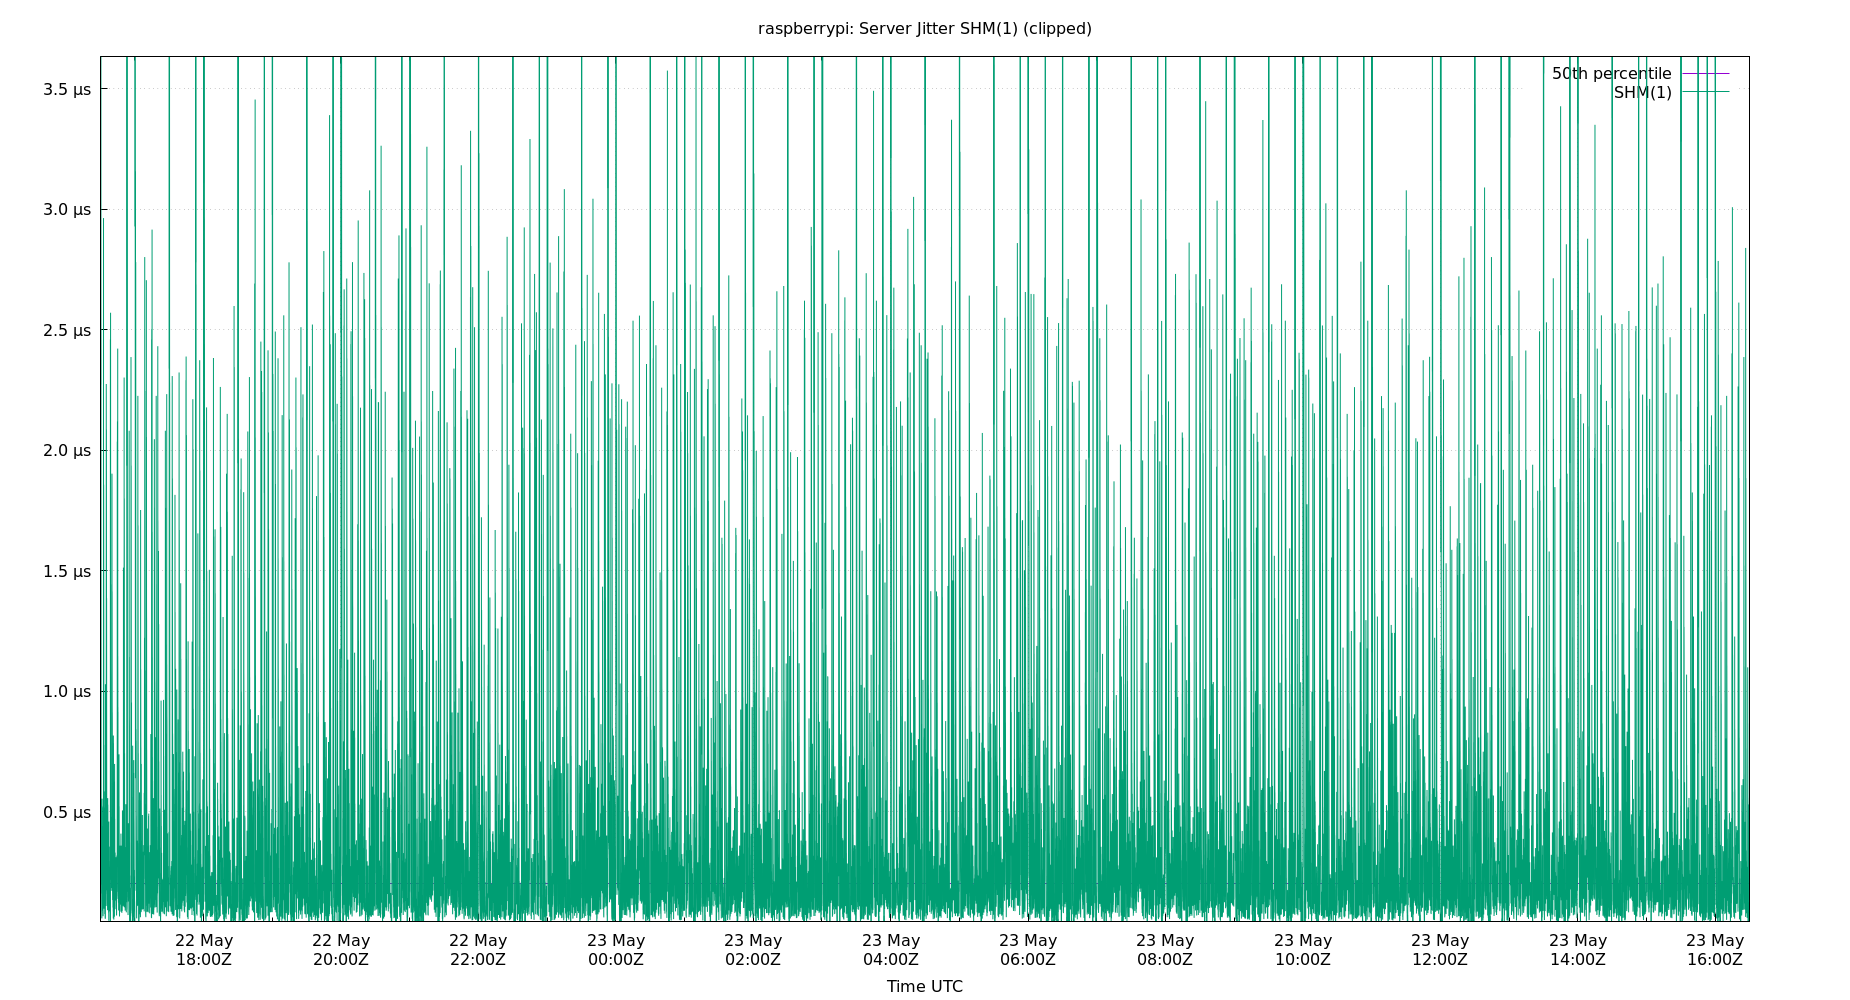 raspberrypi: Server Jitter SHM(1) (clipped)
50th percentile
SHM(1)
3.5 µs
3.0 µs
2.5 µs
2.0 µs
1.5 µs
1.0 µs
0.5 µs
22 May 22 May 22 May 23 May 23 May 23 May 23 May 23 May 23 May 23 May 23 May 23 May
18:00Z 20:00Z 22:00Z 00:00Z 02:00Z 04:00Z 06:00Z 08:00Z 10:00Z 12:00Z 14:00Z 16:00Z
Time UTC